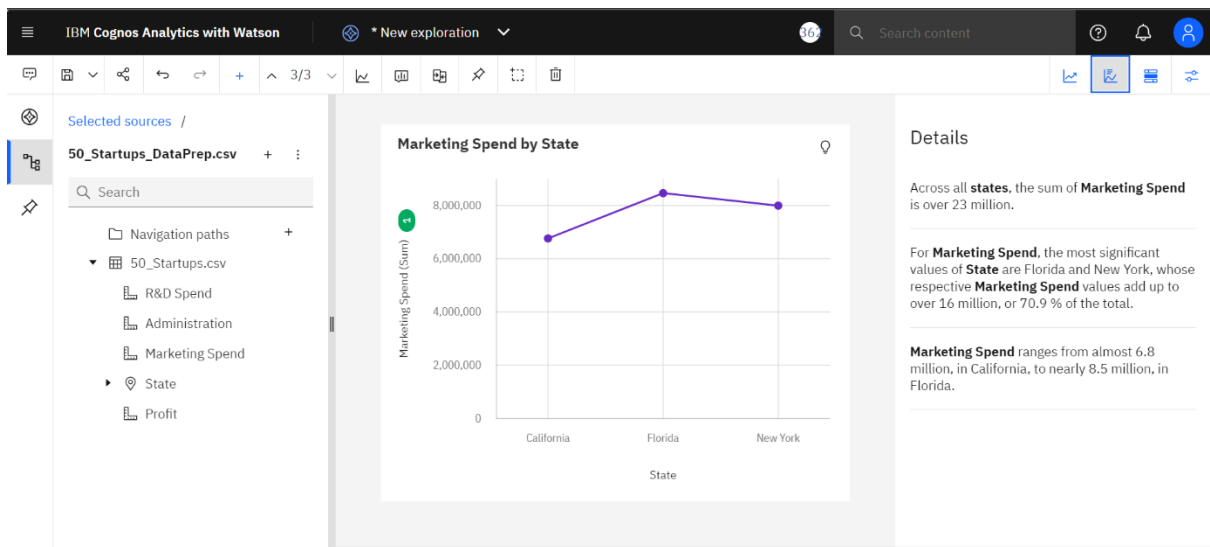 IBM Cognos Analytics with Watson
* New exploration
362
Search content
3/3
Selected sources /
50_Startups_DataPrep.csv
Search
Navigation paths
50_Startups.csv
R&D Spend
Administration
Marketing Spend
State
Profit
Marketing Spend by State
Marketing Spend (Sum)
1
8,000,000
6,000,000
4,000,000
2,000,000
0
California
Florida
New York
State
Details
Across all states, the sum of Marketing Spend
is over 23 million.
For Marketing Spend, the most significant
values of State are Florida and New York, whose
respective Marketing Spend values add up to
over 16 million, or 70.9 % of the total.
Marketing Spend ranges from almost 6.8
million, in California, to nearly 8.5 million, in
Florida.